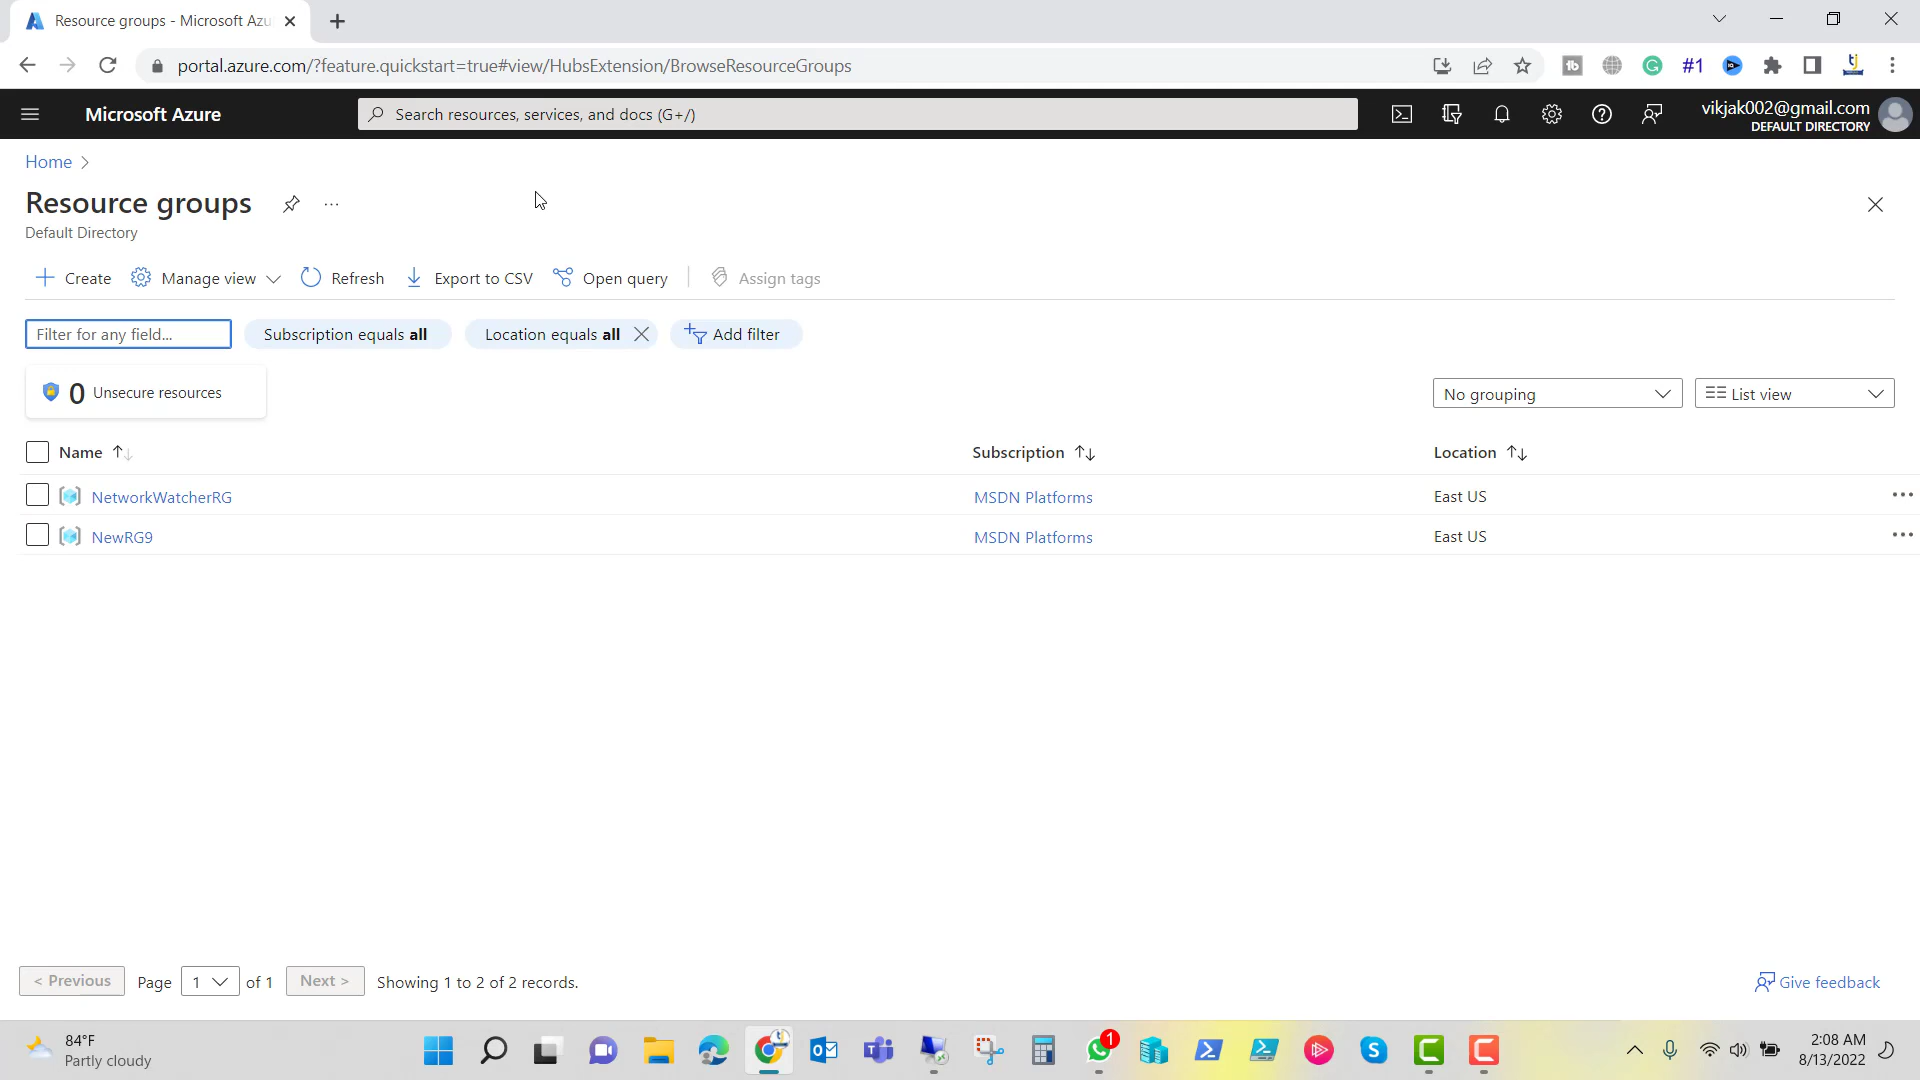 Resource groups - Microsoft Azu
portal.azure.com/?feature.quickstart=true#view/HubsExtension/BrowseResourceGroups
#1
Microsoft Azure
Search resources, services, and docs (G+/)
vikjak002@gmail.com
DEFAULT DIRECTORY
Home
Resource groups
Default Directory
Create
Manage view
Refresh
Export to CSV
Open query
Assign tags
Filter for any field...
Subscription equals all
Location equals all
Add filter
0 Unsecure resources
No grouping
List view
Name
Subscription
Location
NetworkWatcherRG
MSDN Platforms
East US
NewRG9
MSDN Platforms
East US
< Previous
Page 1 of 1
Next >
Showing 1 to 2 of 2 records.
Give feedback
84°F
Partly cloudy
1
2:08 AM
8/13/2022